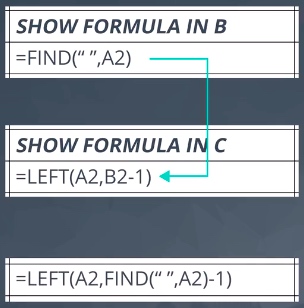 SHOW FORMULA IN B
=FIND(“ ”,A2)
SHOW FORMULA IN C
=LEFT(A2,B2-1)
=LEFT(A2,FIND(“ ”,A2)-1)